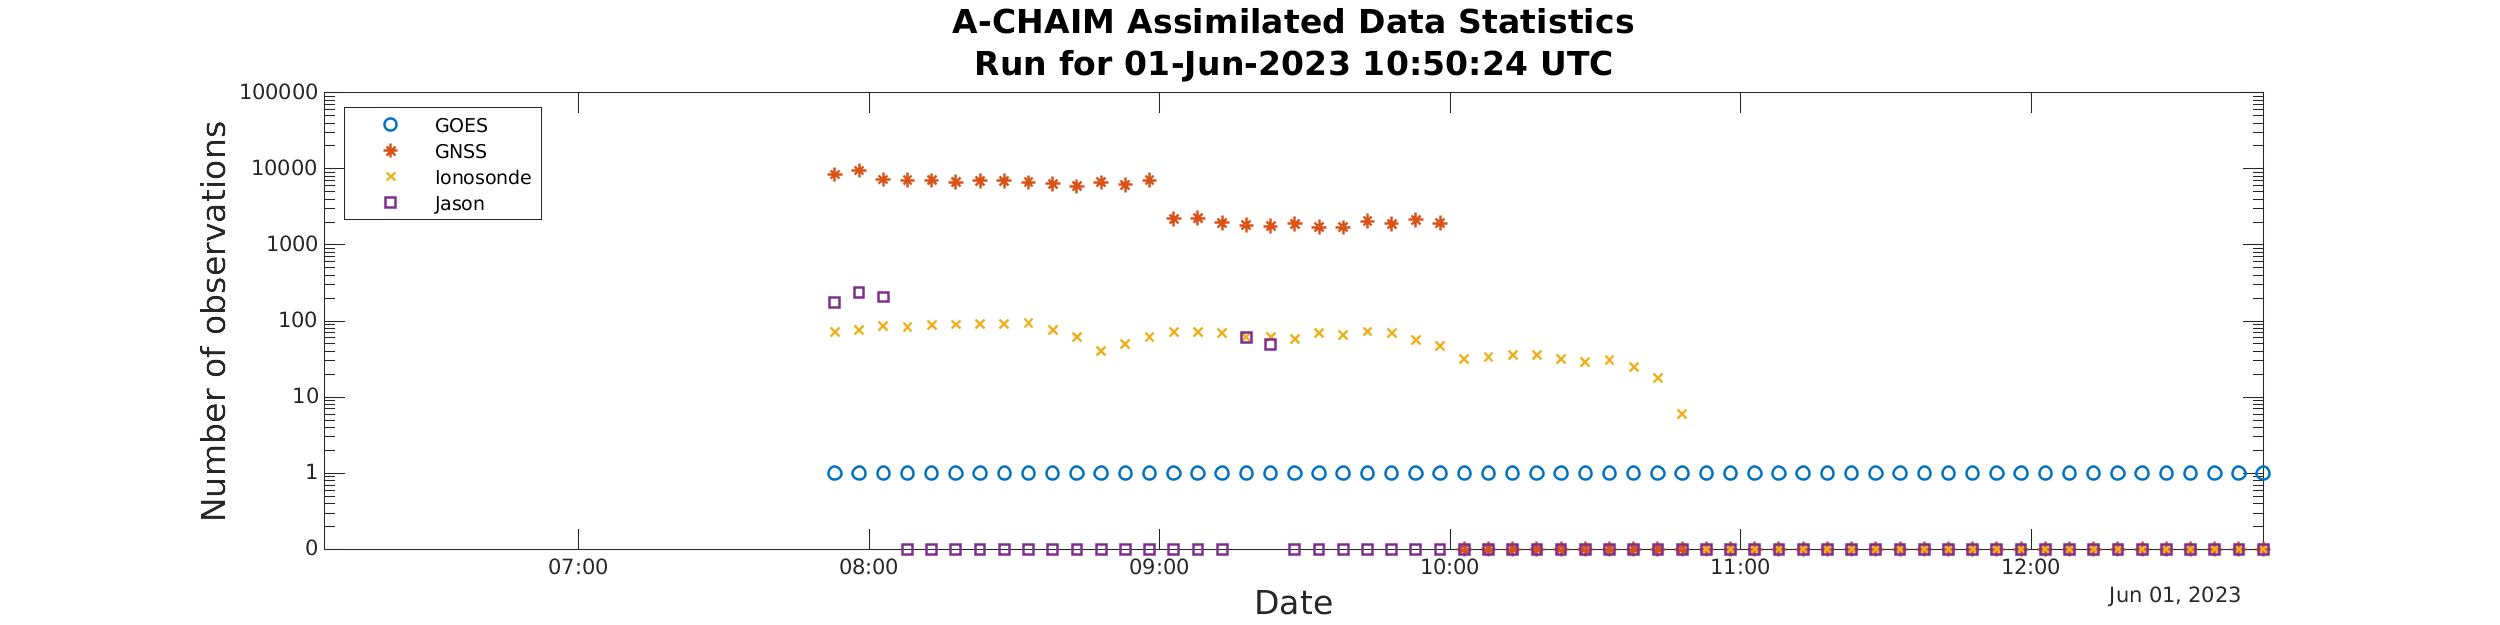 A-CHAIM Assimilated Data Statistics
Run for 01-Jun-2023 10:50:24 UTC
Number of observations
100000
10000
1000
100
10
1
0
GOES
GNSS
Ionosonde
Jason
07:00 08:00 09:00 10:00 11:00 12:00
Date
Jun 01, 2023